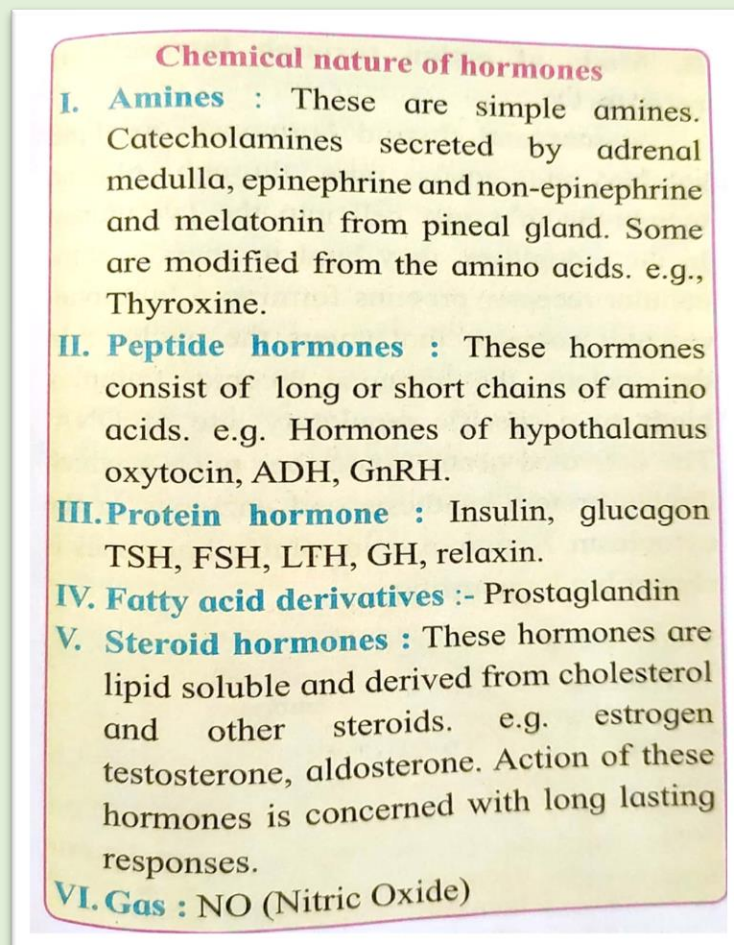 Chemical nature of hormones
I. Amines : These are simple amines.
Catecholamines secreted by adrenal
medulla, epinephrine and non-epinephrine
and melatonin from pineal gland. Some
are modified from the amino acids. e.g.,
Thyroxine.
II. Peptide hormones : These hormones
consist of long or short chains of amino
acids. e.g. Hormones of hypothalamus
oxytocin, ADH, GnRH.
III. Protein hormone : Insulin, glucagon
TSH, FSH, LTH, GH, relaxin.
IV. Fatty acid derivatives :- Prostaglandin
V. Steroid hormones : These hormones are
lipid soluble and derived from cholesterol
and other steroids. e.g. estrogen
testosterone, aldosterone. Action of these
hormones is concerned with long lasting
responses.
VI. Gas : NO (Nitric Oxide)